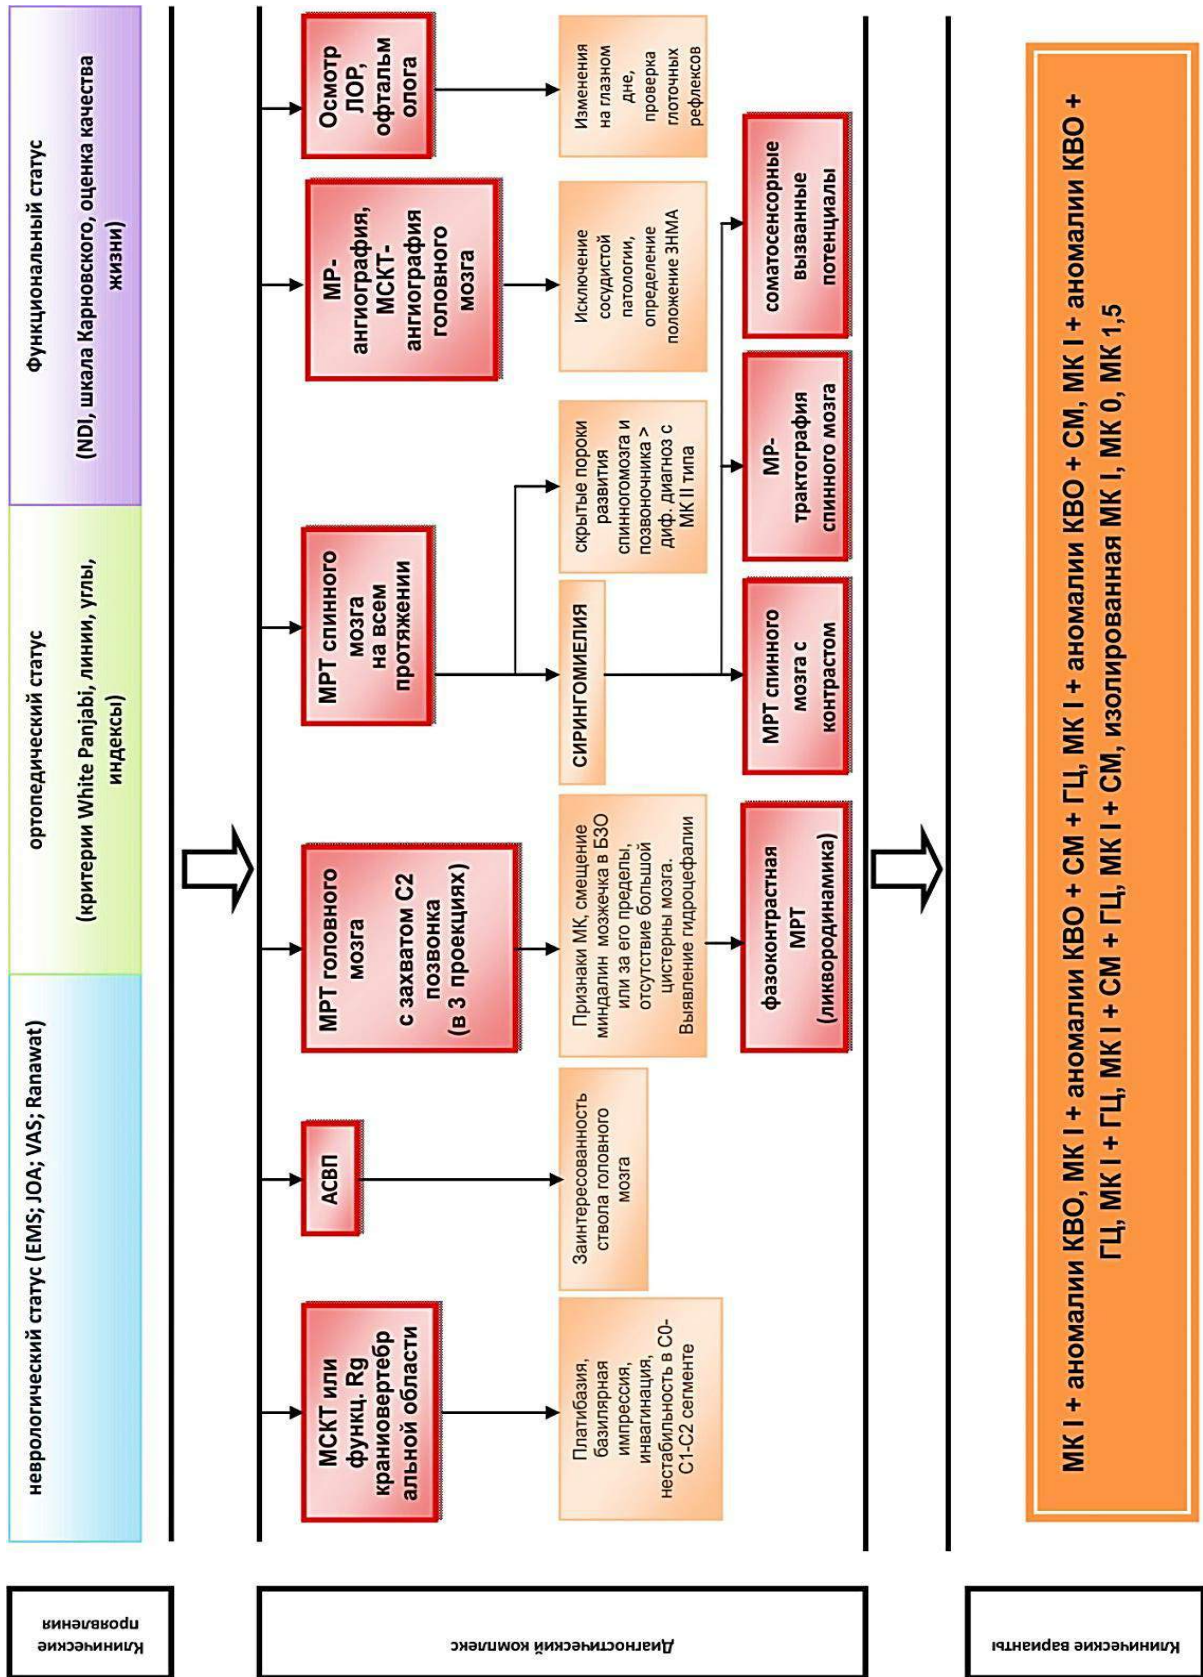 Клинические
проявления
неврологический статус (EMS; JOA; VAS; Ranawat)
ортопедический статус
(критерии White Panjabi, линии, углы,
индексы)
Функциональный статус
(NDI, шкала Карновского, оценка качества
жизни)
Диагностический комплекс
МСКТ или
функц. Rg
краниовертебр
альной области
АСВП
МРТ головного
мозга
с захватом С2
позвонка
(в 3 проекциях)
МРТ спинного
мозга
на всем
протяжении
МР-
ангиография,
МСКТ-
ангиография
головного
мозга
Осмотр
ЛОР,
офтальм
олога
Платибазия,
базилярная
импрессия,
инвагинация,
нестабильность в С0-
С1-С2 сегменте
Заинтересованность
ствола головного
мозга
Признаки МК, смещение
миндалин мозжечка в БЗО
или за его пределы,
отсутствие большой
цистерны мозга.
Выявление гидроцефалии
СИРИНГОМИЕЛИЯ
скрытые пороки
развития
спинногомозга и
позвоночника >
диф. диагноз с
МК II типа
Исключение
сосудистой
патологии,
определение
положение ЗНМА
Изменения
на глазном
дне,
проверка
глоточных
рефлексов
фазоконтрастная
МРТ
(ликвородинамика)
МРТ спинного
мозга с
контрастом
МР-
трактография
спинного мозга
соматосенсорные
вызванные
потенциалы
Клинические варианты
МК I + аномалии КВО, МК I + аномалии КВО + СМ + ГЦ, МК I + аномалии КВО + СМ, МК I + аномалии КВО +
ГЦ, МК I + ГЦ, МК I + СМ + ГЦ, МК I + СМ, изолированная МК I, МК 0, МК 1,5